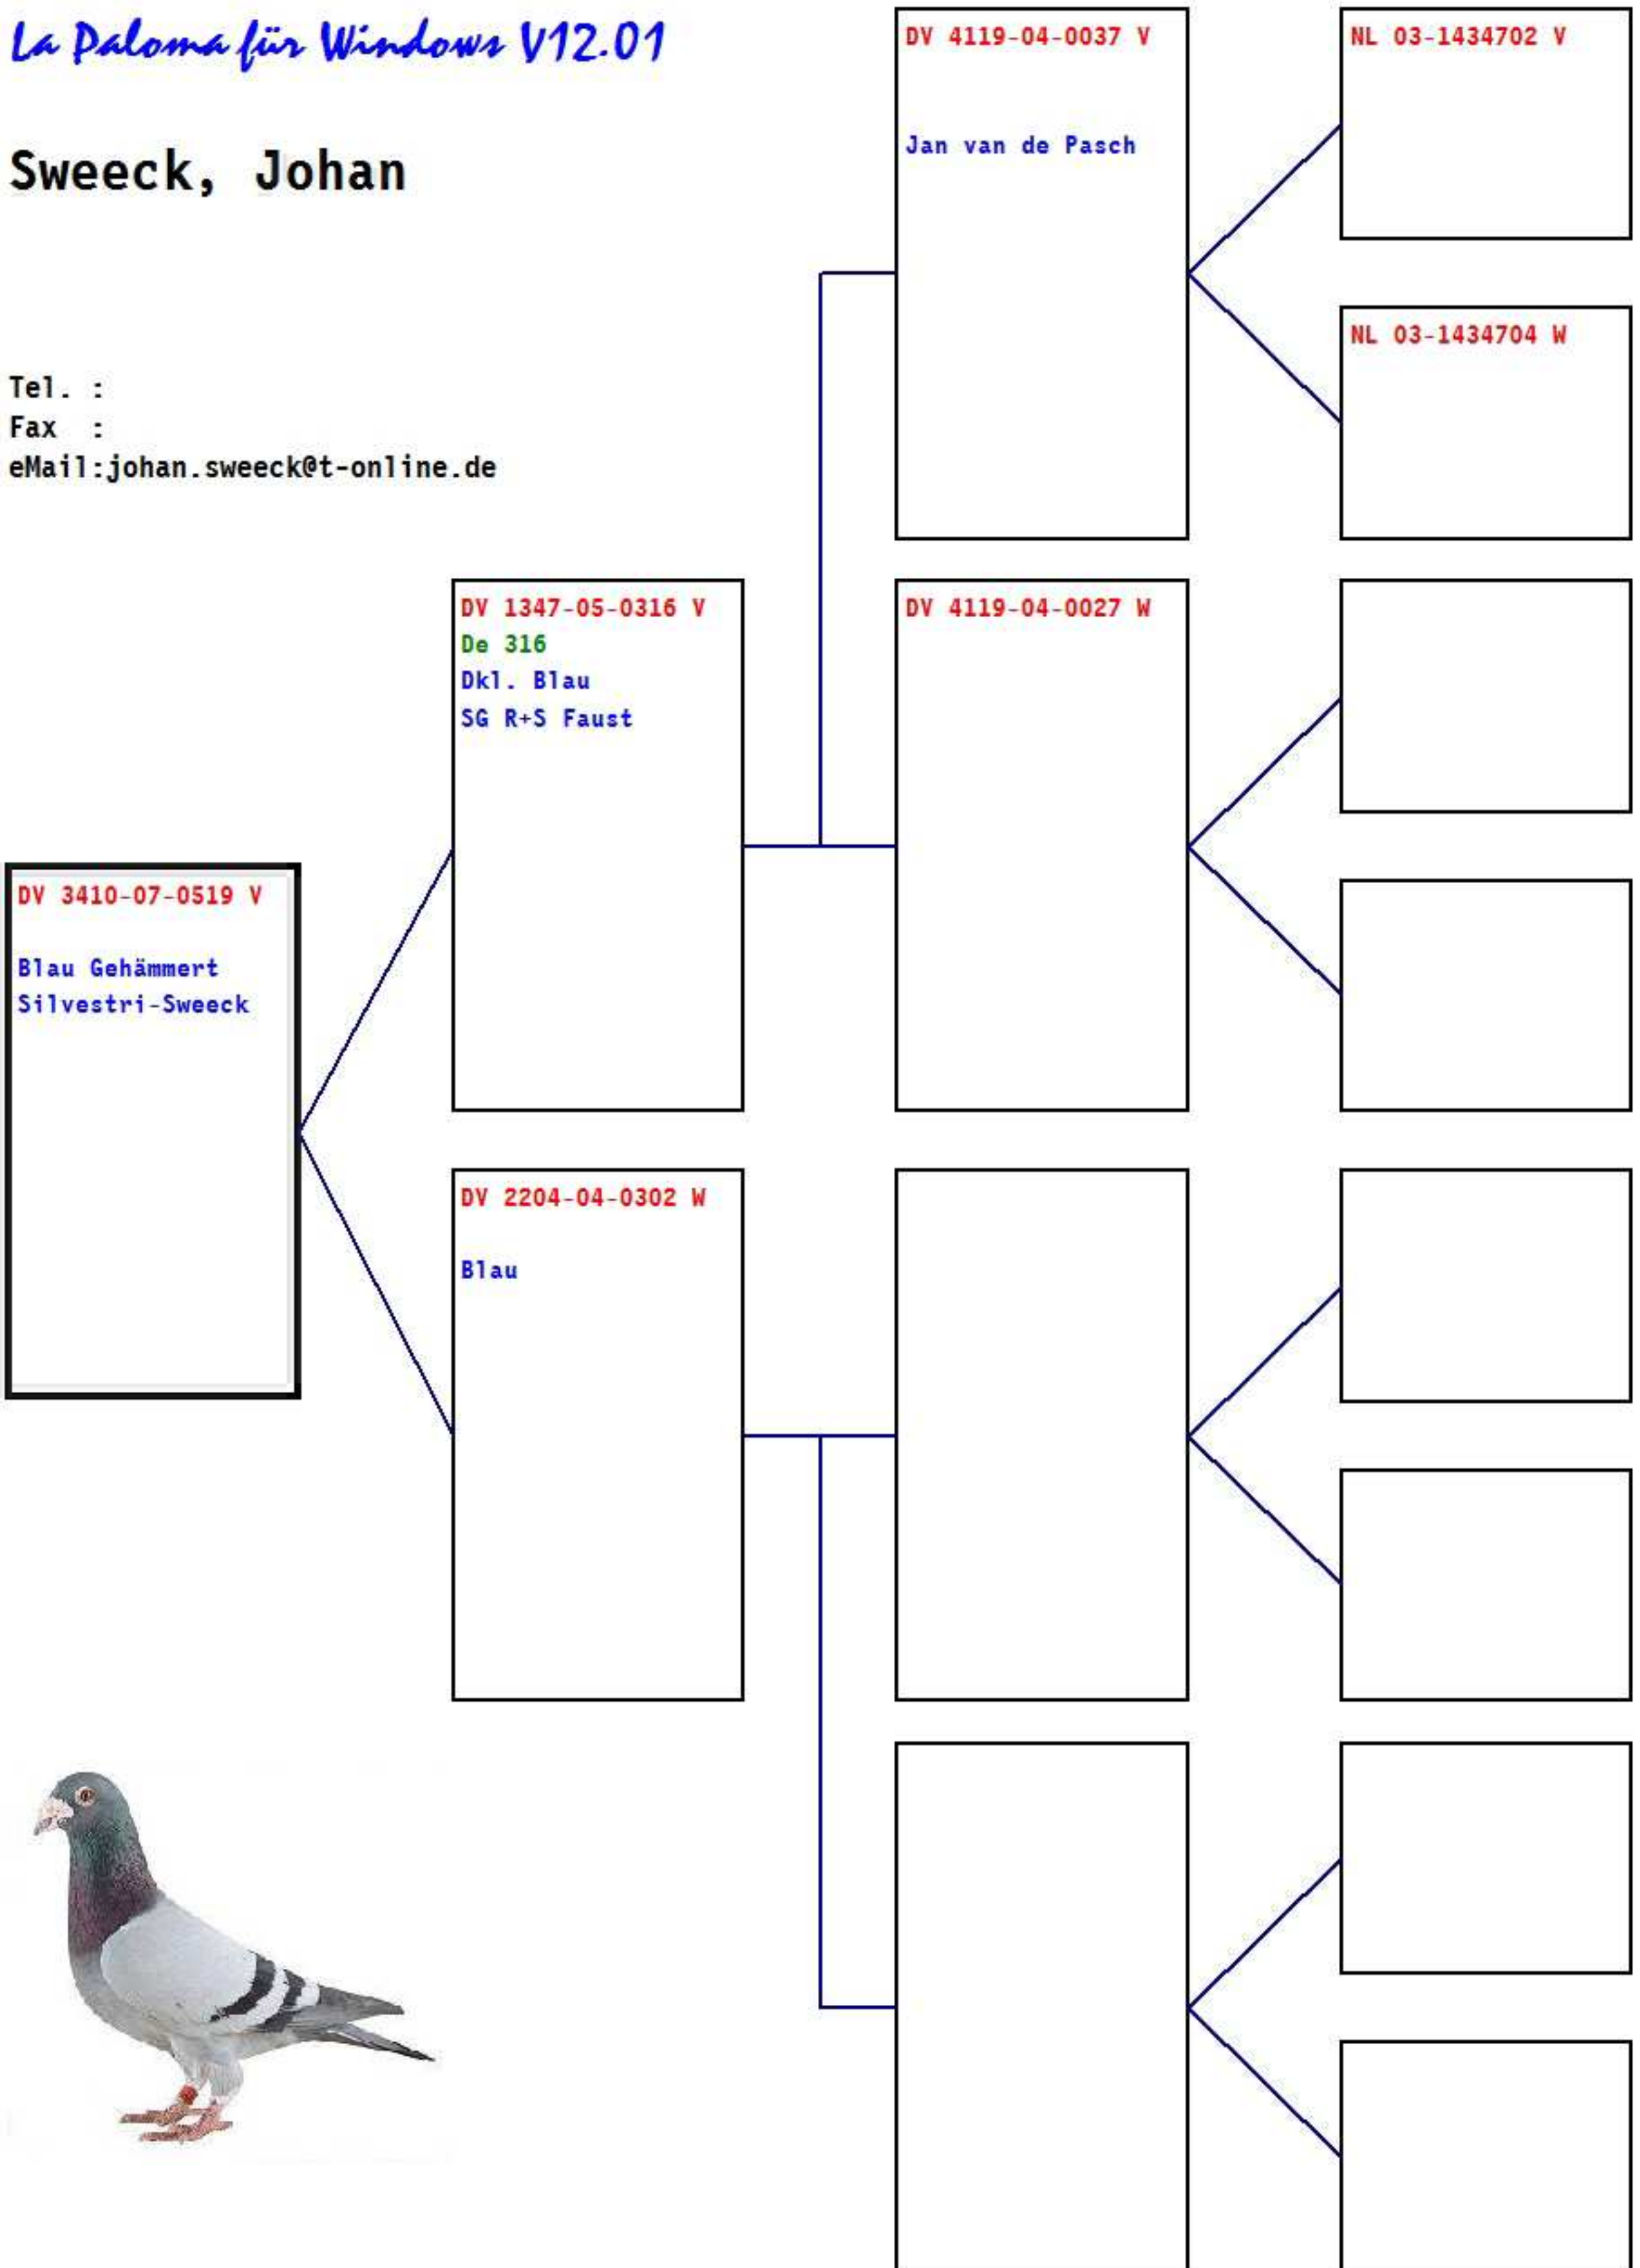 La Paloma für Windows V12.01
Sweeck, Johan
Tel. :
Fax :
eMail:johan.sweeck@t-online.de
DV 3410-07-0519 V
Blau Gehämmert
Silvestri-Sweeck
DV 1347-05-0316 V
De 316
Dkl. Blau
SG R+S Faust
DV 2204-04-0302 W
Blau
DV 4119-04-0037 V
Jan van de Pasch
DV 4119-04-0027 W
NL 03-1434702 V
NL 03-1434704 W